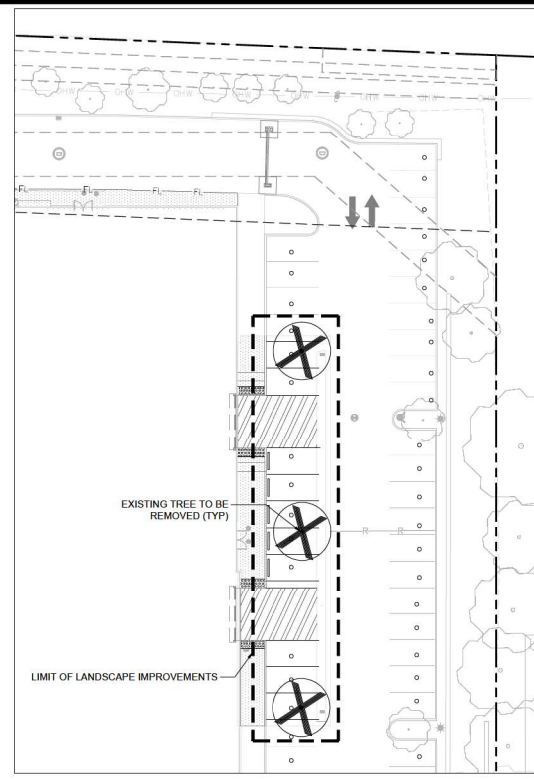 OHW OHW OHW OHW OHW OHW OHW
FL FL FL FL
EXISTING TREE TO BE
REMOVED (TYP)
R R
LIMIT OF LANDSCAPE IMPROVEMENTS